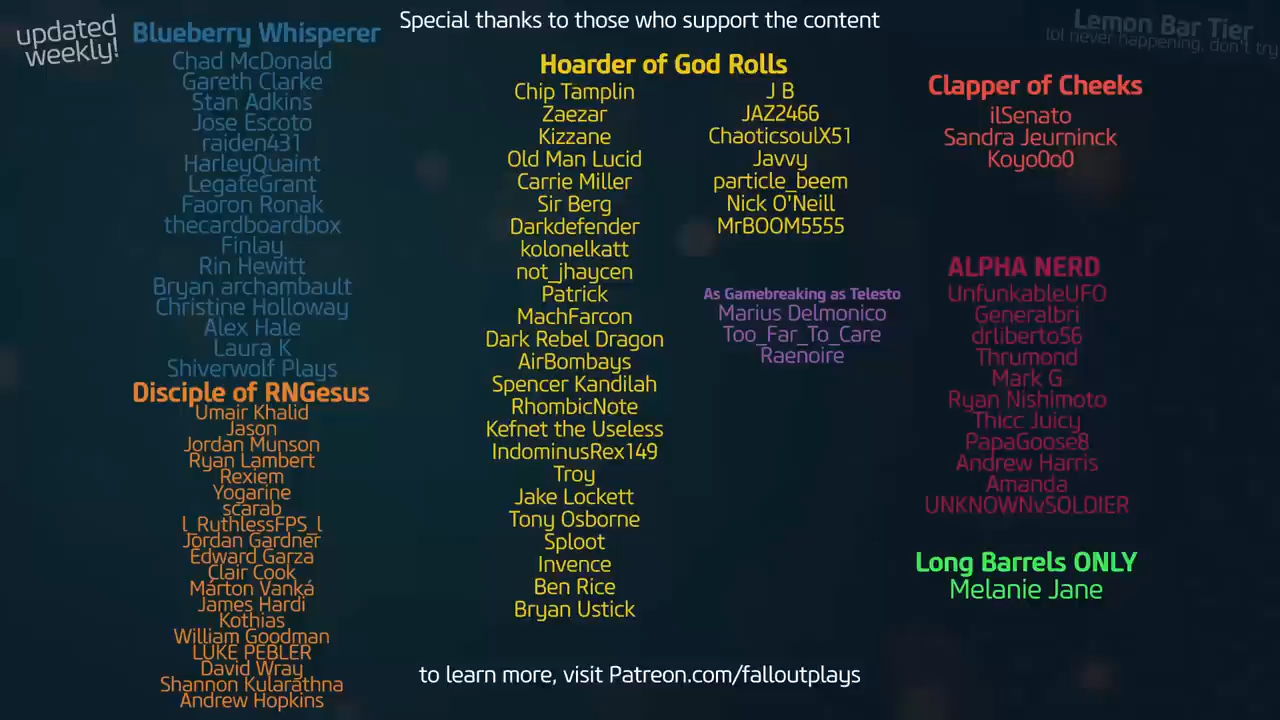 updated
weekly!
Special thanks to those who support the content
Lemon Bar Tier
lol never happening, don't try
Blueberry Whisperer
Chad McDonald
Gareth Clarke
Stan Adkins
Jose Escoto
raiden431
HarleyQuaint
LegateGrant
Faoron Ronak
thecardboardbox
Finlay
Rin Hewitt
Bryan archambault
Christine Holloway
Alex Hale
Laura K
Shiverwolf Plays
Disciple of RNGesus
Umair Khalid
Jason
Jordan Munson
Ryan Lambert
Rexiem
Yogarine
scarab
l_RuthlessFPS_l
Jordan Gardner
Edward Garza
Clair Cook
Márton Vanká
James Hardi
Kothias
William Goodman
LUKE PEBLER
David Wray
Shannon Kularathna
Andrew Hopkins
Hoarder of God Rolls
Chip Tamplin
Zaezar
Kizzane
Old Man Lucid
Carrie Miller
Sir Berg
Darkdefender
kolonelkatt
not_jhaycen
Patrick
MachFarcon
Dark Rebel Dragon
AirBombays
Spencer Kandilah
RhombicNote
Kefnet the Useless
IndominusRex149
Troy
Jake Lockett
Tony Osborne
Sploot
Invence
Ben Rice
Bryan Ustick
J B
JAZ2466
ChaoticsoulX51
Javvy
particle_beem
Nick O'Neill
MrBOOM5555
As Gamebreaking as Telesto
Marius Delmonico
Too_Far_To_Care
Raenoire
Clapper of Cheeks
ilSenato
Sandra Jeurninck
Koyo0o0
ALPHA NERD
UnfunkableUFO
Generalbri
drliberto56
Thrumond
Mark G
Ryan Nishimoto
Thicc Juicy
PapaGoose8
Andrew Harris
Amanda
UNKNOWNvSOLDIER
Long Barrels ONLY
Melanie Jane
to learn more, visit Patreon.com/falloutplays